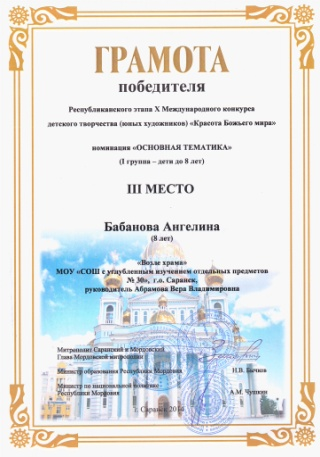 ГРАМОТА
победителя
Республиканского этапа X Международного конкурса
детского творчества (юных художников) «Красота Божьего мира»
номинация «ОСНОВНАЯ ТЕМАТИКА»
(I группа – дети до 8 лет)
III МЕСТО
Бабанова Ангелина
(8 лет)
«Возле храма»
МОУ «СОШ с углубленным изучением отдельных предметов
№ 30», г.о. Саранск,
руководитель Абрамова Вера Владимировна
Митрополит Саранский и Мордовский
Глава Мордовской митрополии
Министр образования Республики Мордовия
Министр по национальной политике
Республики Мордовия
А.М. Чушкин
г. Саранск 2014